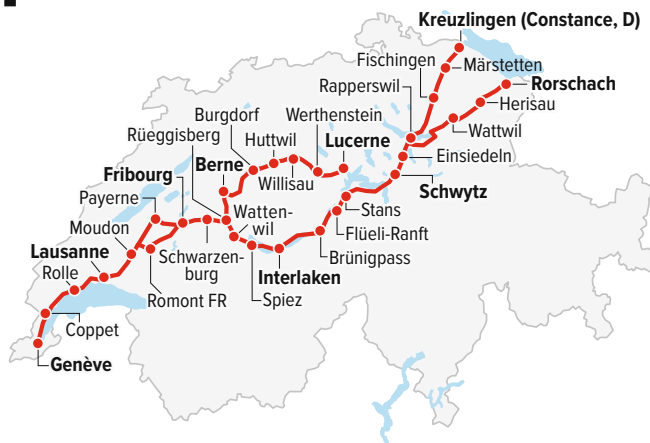 Kreuzlingen (Constance, D)
Fischingen
Märstetten
Rapperswil
Rorschach
Herisau
Burgdorf
Werthenstein
Rüeggisberg
Huttwil
Lucerne
Wattwil
Berne
Einsiedeln
Fribourg
Willisau
Schwytz
Payerne
Watten-
wil
Stans
Moudon
Flüeli-Ranft
Lausanne
Schwarzen-
burg
Brünigpass
Rolle
Interlaken
Romont FR
Spiez
Coppet
Genève